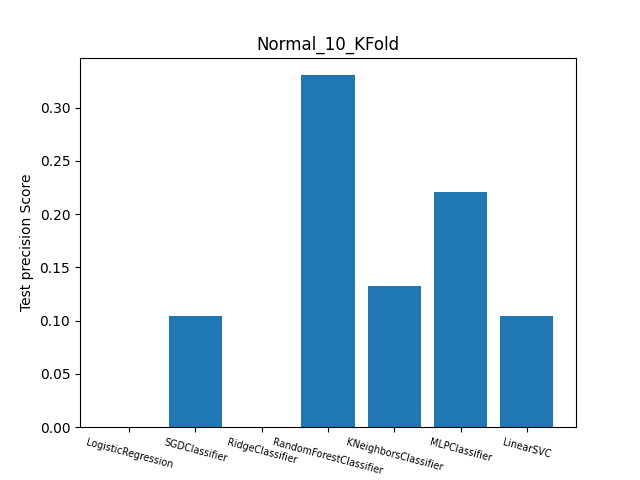 Normal_10_KFold
Test precision Score
0.30
0.25
0.20
0.15
0.10
0.05
0.00
LogisticRegression
SGDClassifier
RidgeClassifier
RandomForestClassifier
KNeighborsClassifier
MLPClassifier
LinearSVC